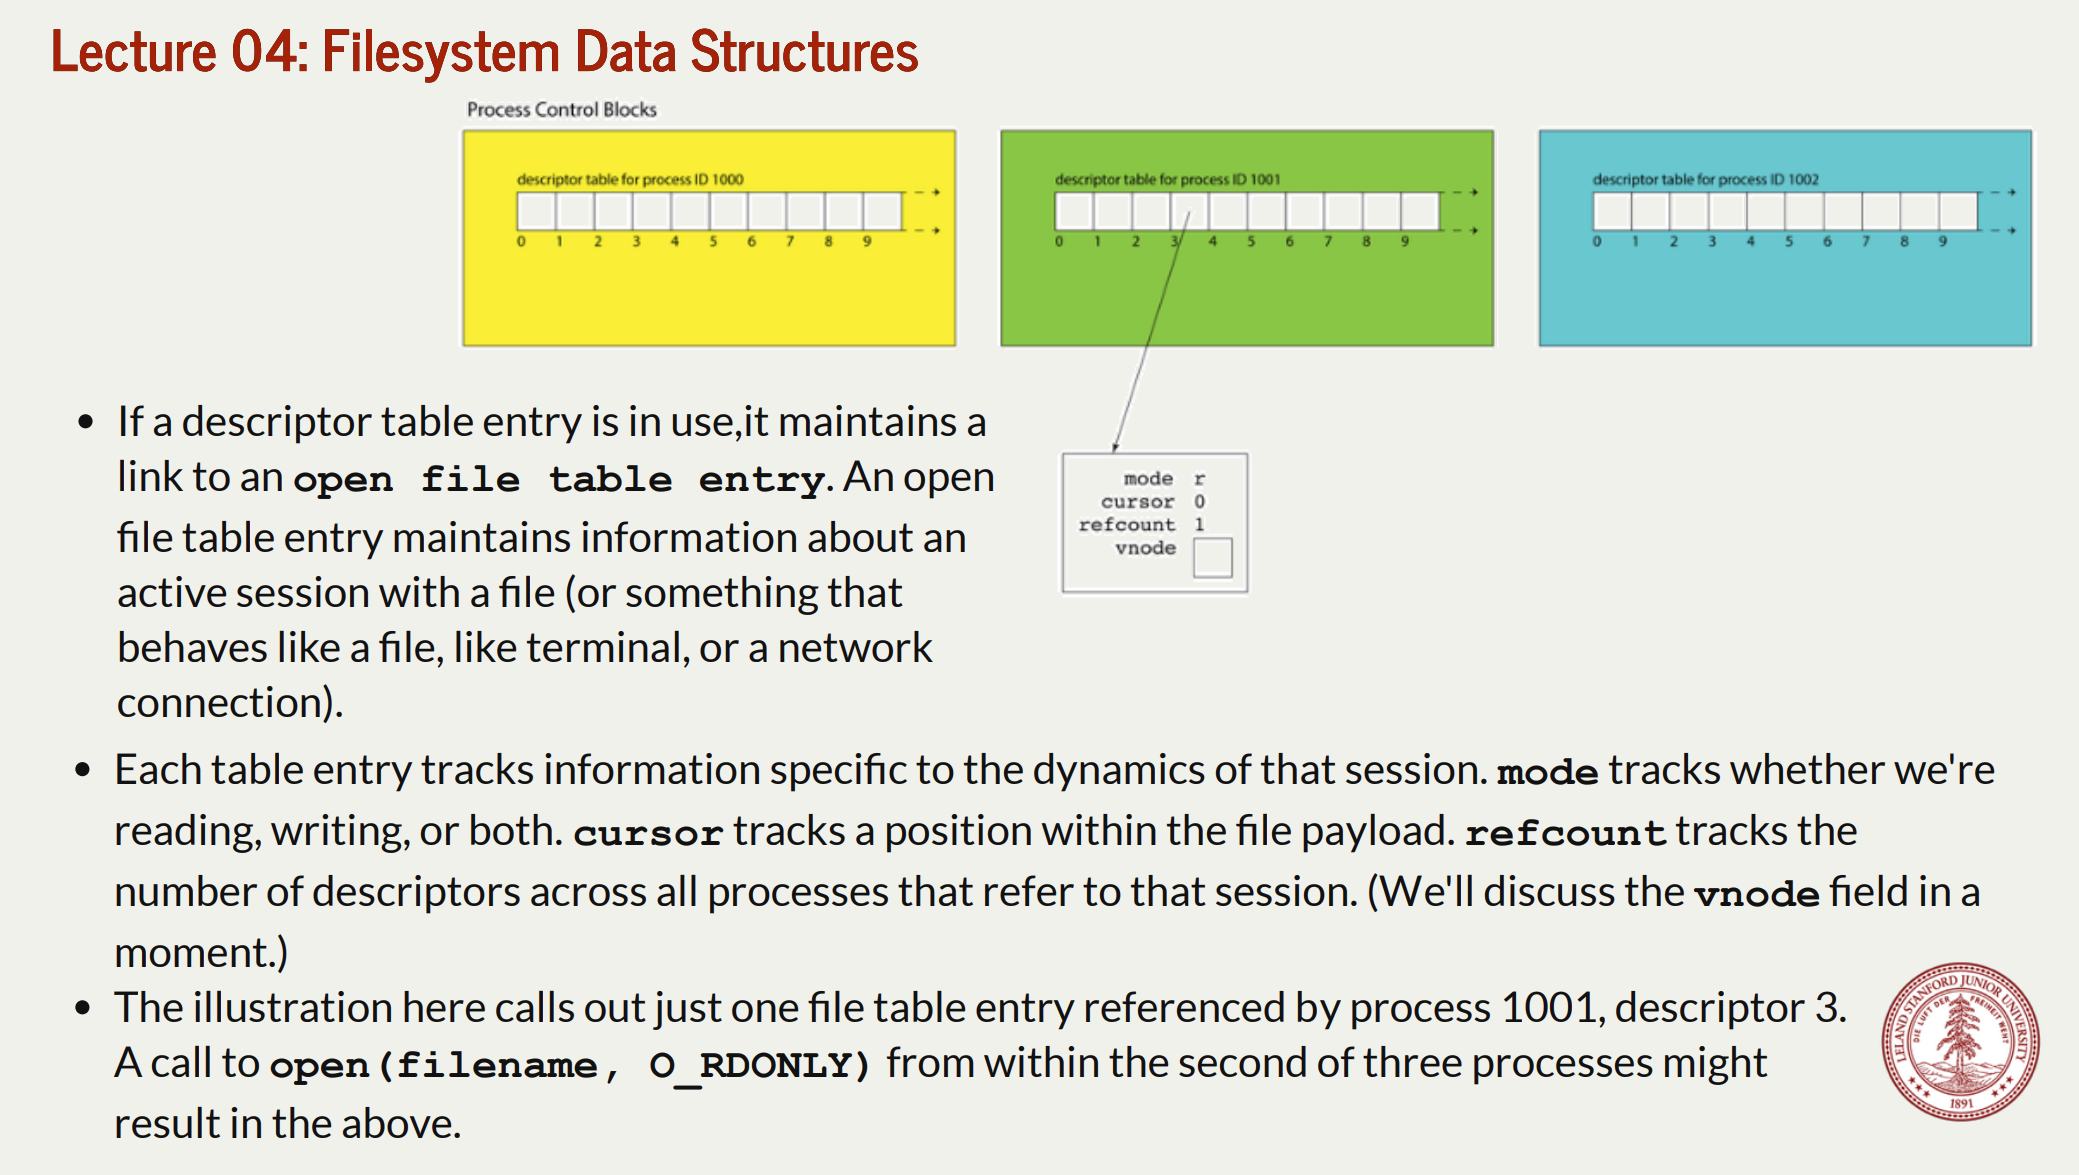 Lecture 04: Filesystem Data Structures
Process Control Blocks
descriptor table for process ID 1000
0 1 2 3 4 5 6 7 8 9
descriptor table for process ID 1001
0 1 2 3 4 5 6 7 8 9
descriptor table for process ID 1002
0 1 2 3 4 5 6 7 8 9
If a descriptor table entry is in use,it maintains a
link to an open file table entry. An open
file table entry maintains information about an
active session with a file (or something that
behaves like a file, like terminal, or a network
connection).
mode r
cursor 0
refcount 1
vnode
Each table entry tracks information specific to the dynamics of that session. mode tracks whether we're
reading, writing, or both. cursor tracks a position within the file payload. refcount tracks the
number of descriptors across all processes that refer to that session. (We'll discuss the vnode field in a
moment.)
The illustration here calls out just one file table entry referenced by process 1001, descriptor 3.
A call to open(filename, O_RDONLY) from within the second of three processes might
result in the above.
LELAND STANFORD JUNIOR UNIVERSITY
DIE LUFT DER FREIHEIT WEHT
1891